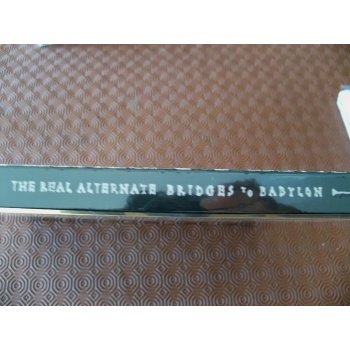 THE REAL ALTERNATE BRIDGES TO BABYLON